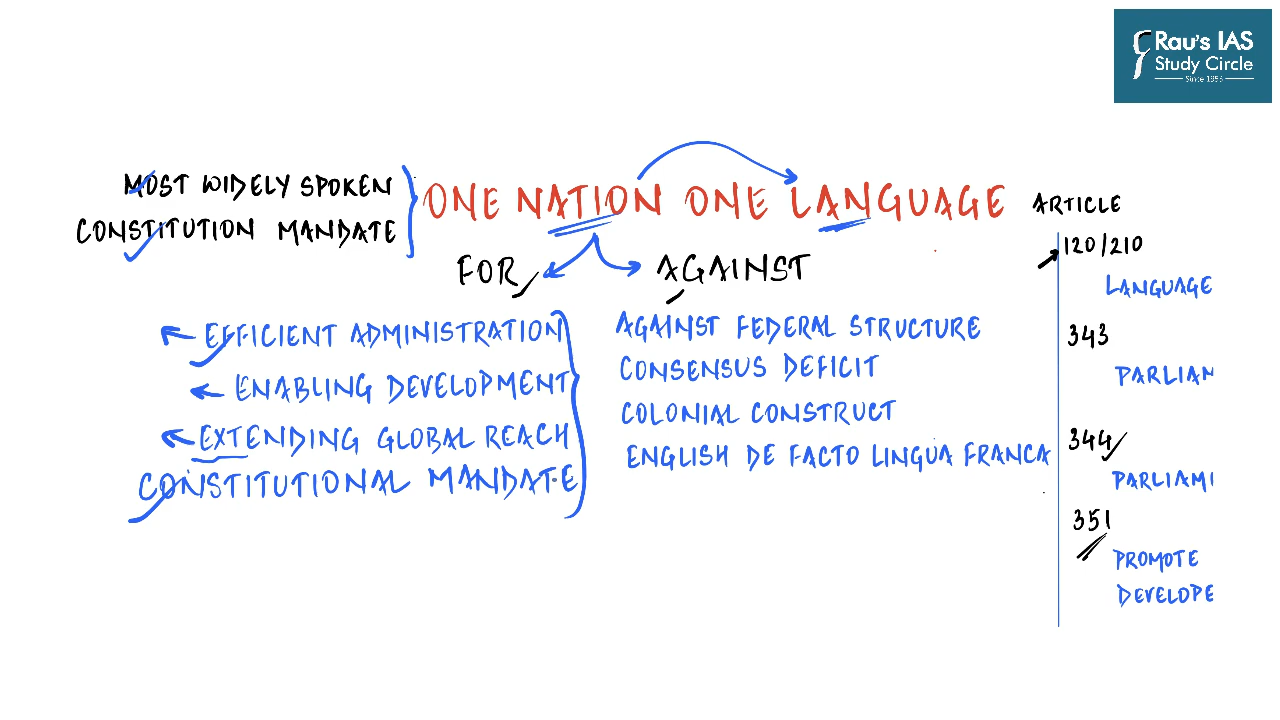 Rau's IAS
Study Circle
Since 1953
MOST WIDELY SPOKEN
CONSTITUTION MANDATE
ONE NATION ONE LANGUAGE
FOR
AGAINST
EFFICIENT ADMINISTRATION
ENABLING DEVELOPMENT
EXTENDING GLOBAL REACH
CONSTITUTIONAL MANDATE
AGAINST FEDERAL STRUCTURE
CONSENSUS DEFICIT
COLONIAL CONSTRUCT
ENGLISH DE FACTO LINGUA FRANCA
ARTICLE
120/210
LANGUAGE
343
PARLIAN
344
PARLIAMI
351
PROMOTE
DEVELOPE